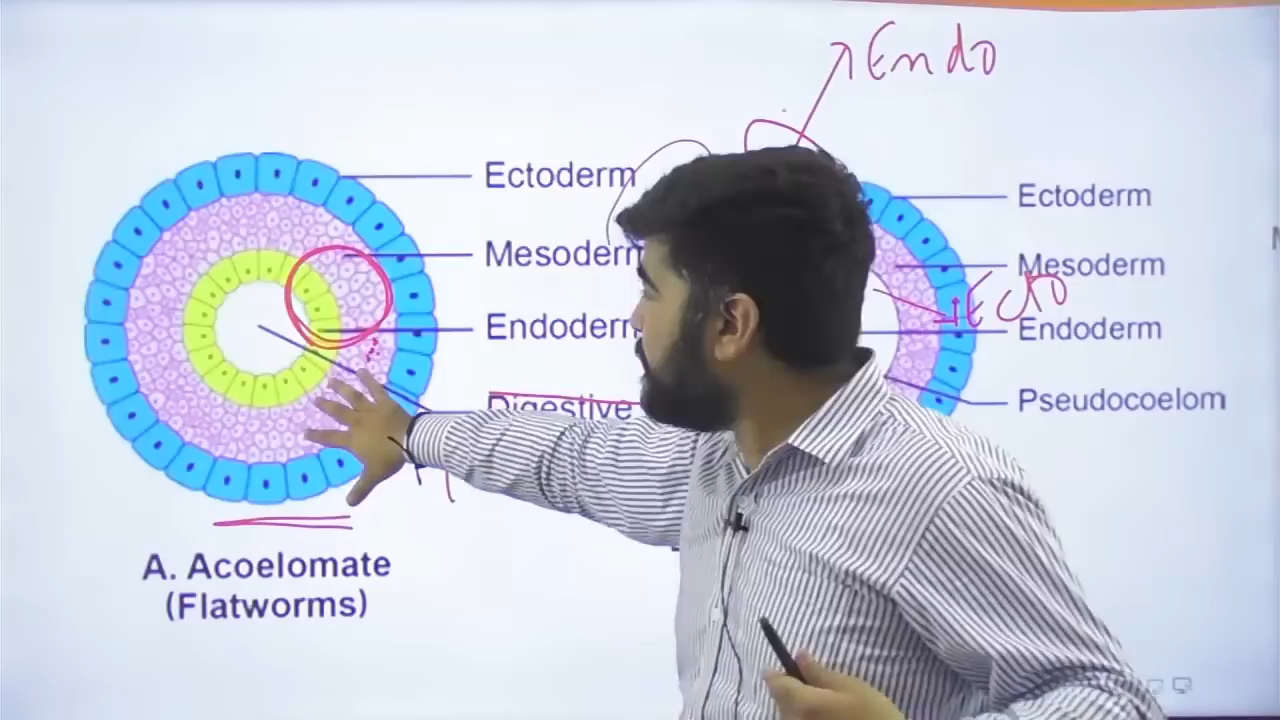 Endo
Ectoderm
Mesoderm
Endoderm
Digestive
A. Acoelomate
(Flatworms)
Ectoderm
Mesoderm
Ecto
Endoderm
Pseudocoelom